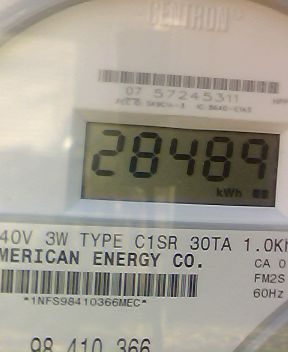 CENTRON
07 57245311
28489
kWh
40V 3W TYPE C1SR 30TA 1.0Kh
MERICAN ENERGY CO.
CA 0
FM2S
60Hz
*1NFS98410366MEC*
98 410 366